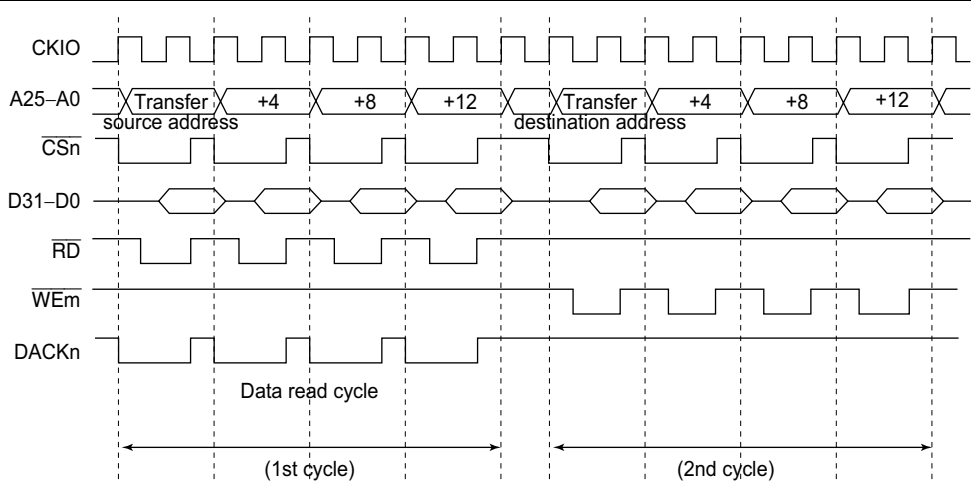 CKIO
A25–A0 Transfer source address +4 +8 +12 Transfer destination address +4 +8 +12
CSn
D31–D0
RD
WEm
DACKn
Data read cycle
(1st cycle) (2nd cycle)